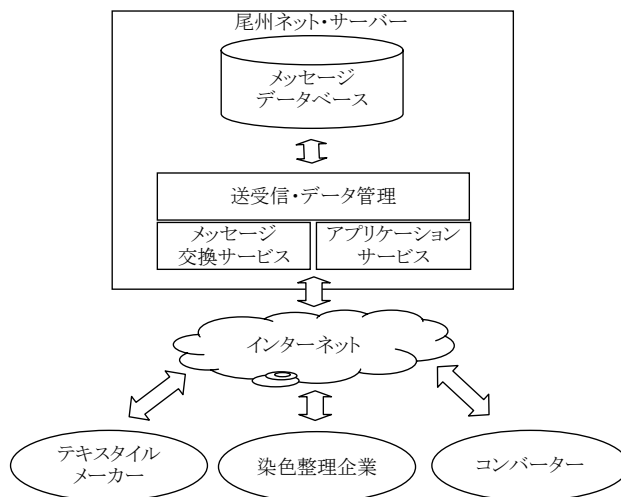 尾州ネット・サーバー
メッセージ
データベース
送受信・データ管理
メッセージ
交換サービス
アプリケーション
サービス
インターネット
テキスタイル
メーカー
染色整理企業
コンバーター